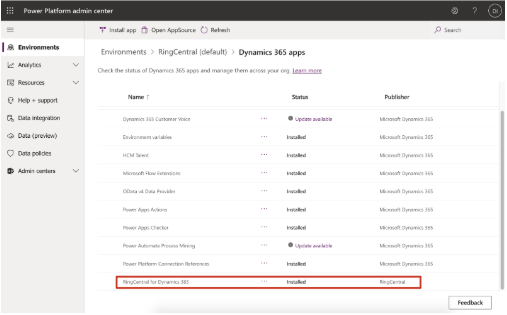 Power Platform admin center
?
DI
Install app
Open AppSource
Refresh
Search
Environments
Analytics
Resources
Help + support
Data integration
Data (preview)
Data policies
Admin centers
Environments > RingCentral (default) > Dynamics 365 apps
Check the status of Dynamics 365 apps and manage them across your org. Learn more
Name ↑ Status Publisher
Dynamics 365 Customer Voice ... Update available Microsoft Dynamics 365
Environment variables ... Installed Microsoft Dynamics 365
HCM Talent ... Installed Microsoft Dynamics 365
Microsoft Flow Extensions ... Installed Microsoft Dynamics 365
OData v4 Data Provider ... Installed Microsoft Dynamics 365
Power Apps Actions ... Installed Microsoft Dynamics 365
Power Apps Checker ... Installed Microsoft Dynamics 365
Power Automate Process Mining ... Update available Microsoft Dynamics 365
Power Platform Connection References ... Installed Microsoft Dynamics 365
RingCentral for Dynamics 365 ... Installed RingCentral
Feedback